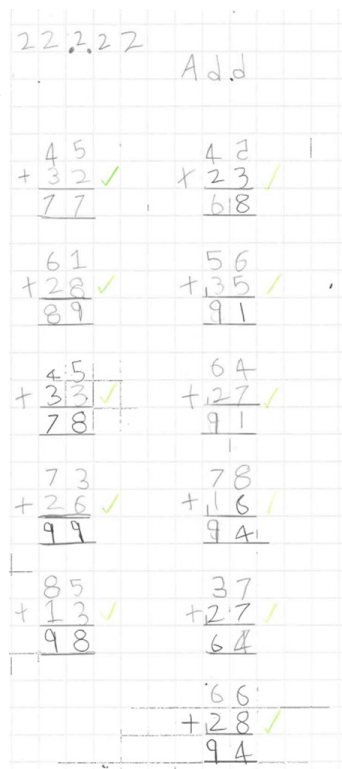 22.2.22
Add
45 45
+32 ✓ +23 ✓
77 68
61 56
+28 ✓ +35 ✓
89 91
45 64
+33 ✓ +27 ✓
78 91
73 78
+26 ✓ +16 ✓
99 94
85 37
+13 ✓ +27 ✓
98 64
66
+28 ✓
94